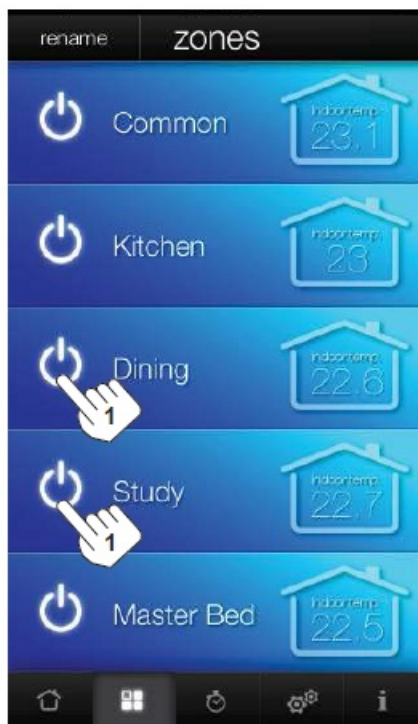 rename zones
Common
Indoor temp.
23.1
Kitchen
Indoor temp.
23
Dining
Indoor temp.
22.6
1
Study
Indoor temp.
22.7
1
Master Bed
Indoor temp.
22.5
i